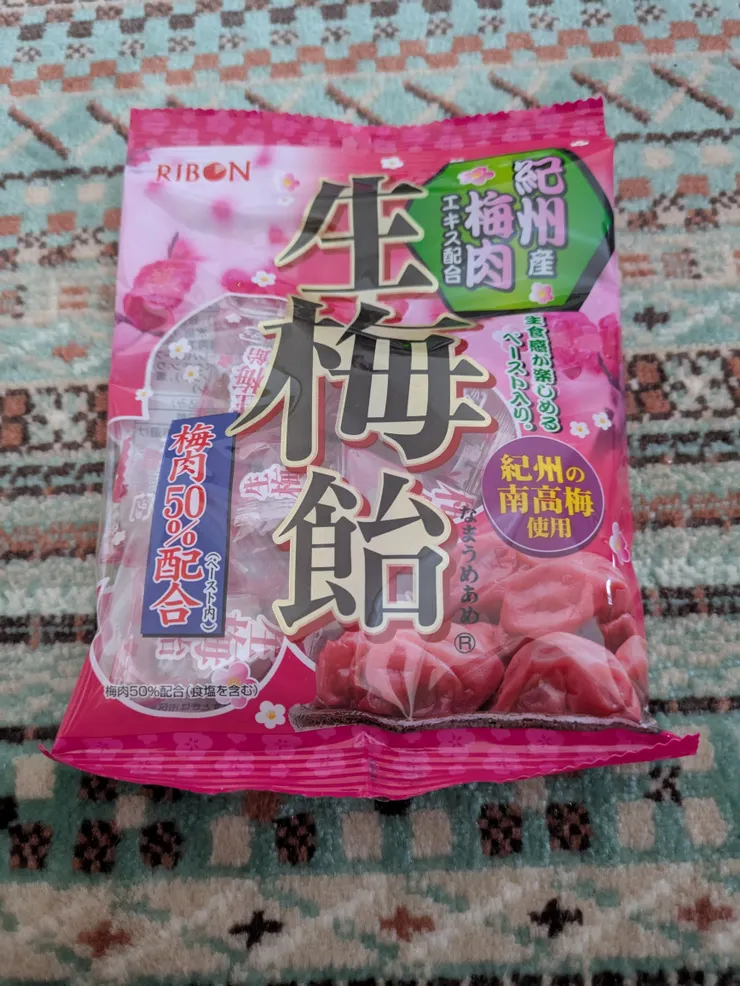 RIBON
紀州産
梅肉
エキス配合
生梅飴
なまうめあめ
®
生食感が楽しめる
ペースト入り。
紀州の
南高梅
使用
梅肉50%配合
(ペースト内)
梅肉50%配合(食塩を含む)